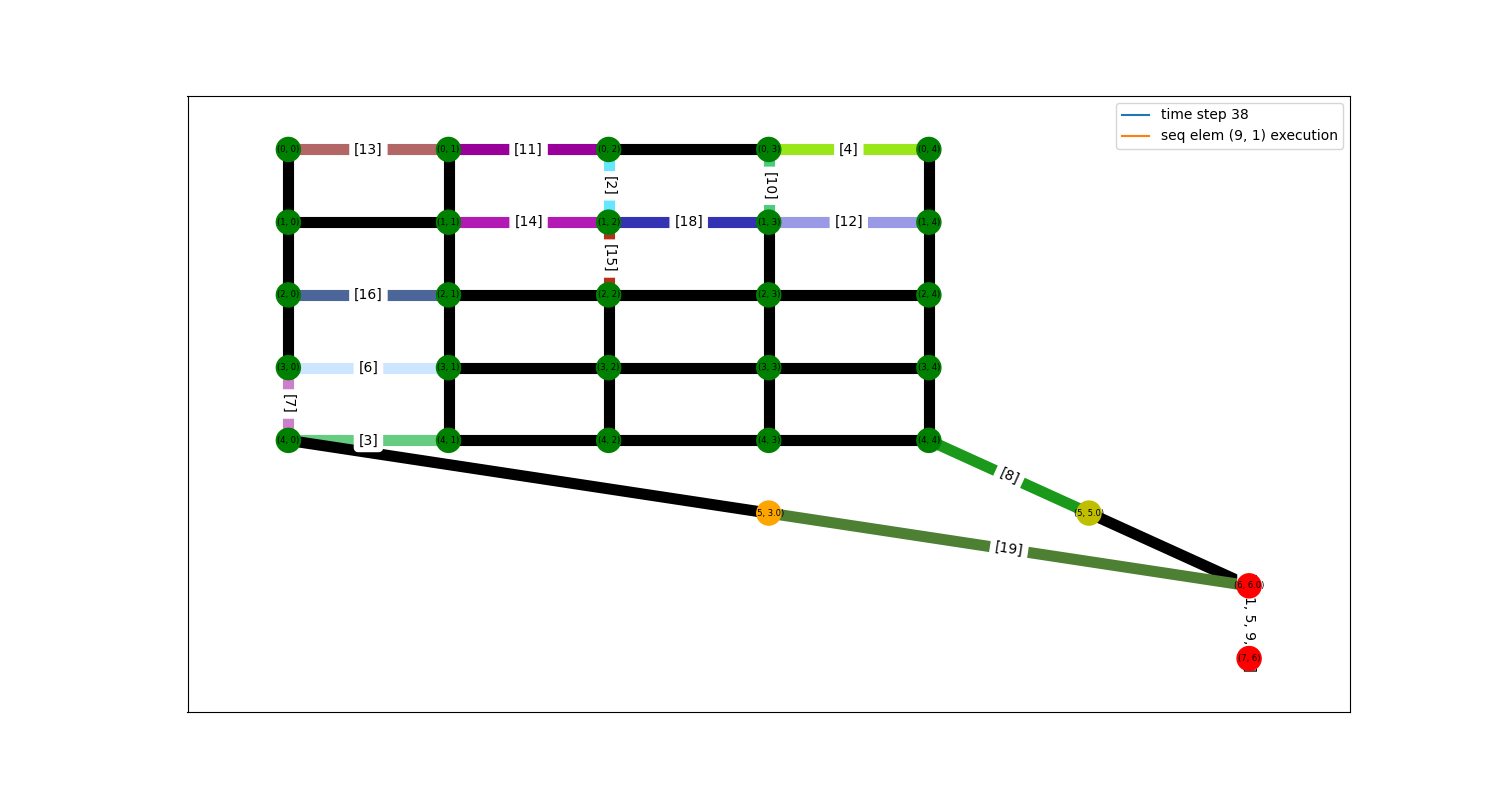 time step 38
seq elem (9, 1) execution
(0, 0) [13] (0, 1) [11] (0, 2) (0, 3) [4] (0, 4)
[2] [10]
(1, 0) (1, 1) [14] (1, 2) [18] (1, 3) [12] (1, 4)
[15]
(2, 0) [16] (2, 1) (2, 2) (2, 3) (2, 4)
(3, 0) [6] (3, 1) (3, 2) (3, 3) (3, 4)
[7]
(4, 0) [3] (4, 1) (4, 2) (4, 3) (4, 4)
[8]
(5, 3.0) (5, 5.0)
[19]
(6, 6.0)
1, 5, 9,
(7, 6)